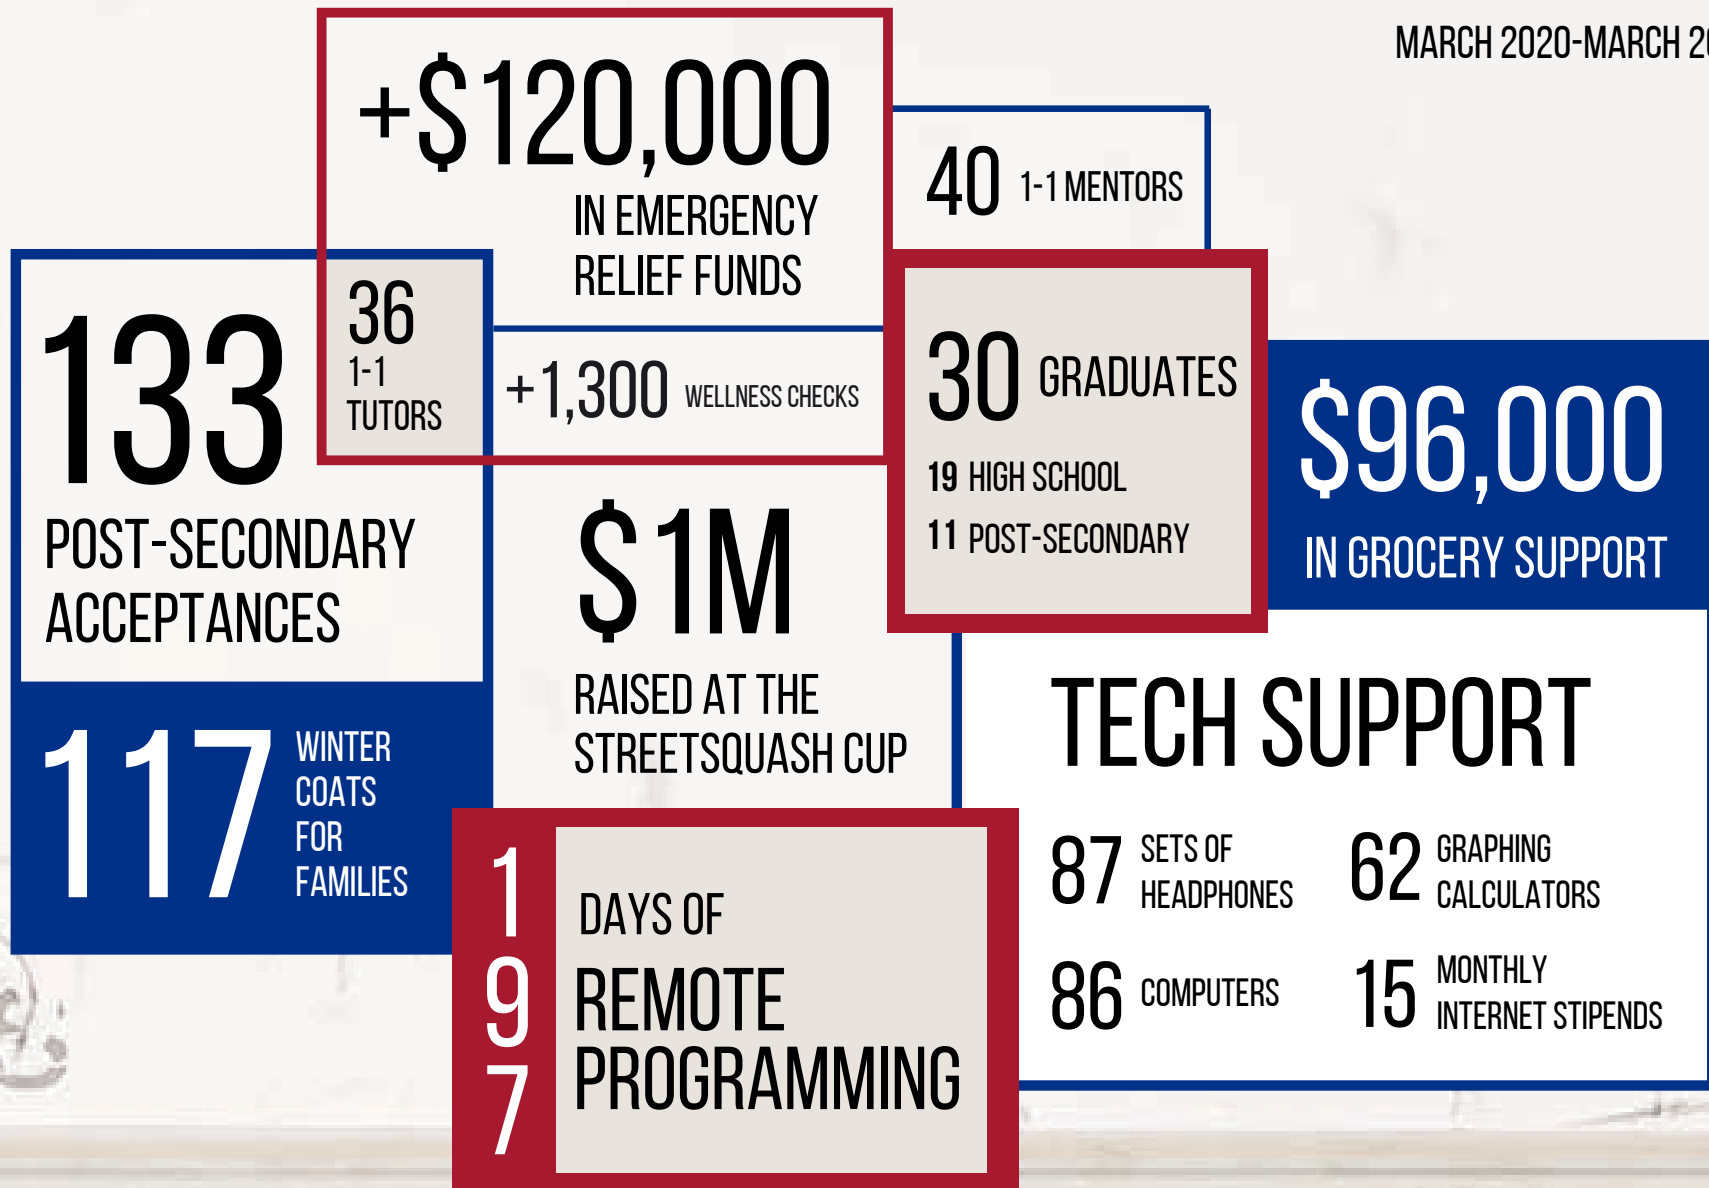 MARCH 2020-MARCH 20
+$120,000
IN EMERGENCY
RELIEF FUNDS
40 1-1 MENTORS
133
POST-SECONDARY
ACCEPTANCES
36
1-1
TUTORS
+1,300 WELLNESS CHECKS
30 GRADUATES
19 HIGH SCHOOL
11 POST-SECONDARY
$96,000
IN GROCERY SUPPORT
$1M
RAISED AT THE
STREETSQUASH CUP
117 WINTER
COATS
FOR
FAMILIES
TECH SUPPORT
87 SETS OF
HEADPHONES
62 GRAPHING
CALCULATORS
86 COMPUTERS
15 MONTHLY
INTERNET STIPENDS
197
DAYS OF
REMOTE
PROGRAMMING